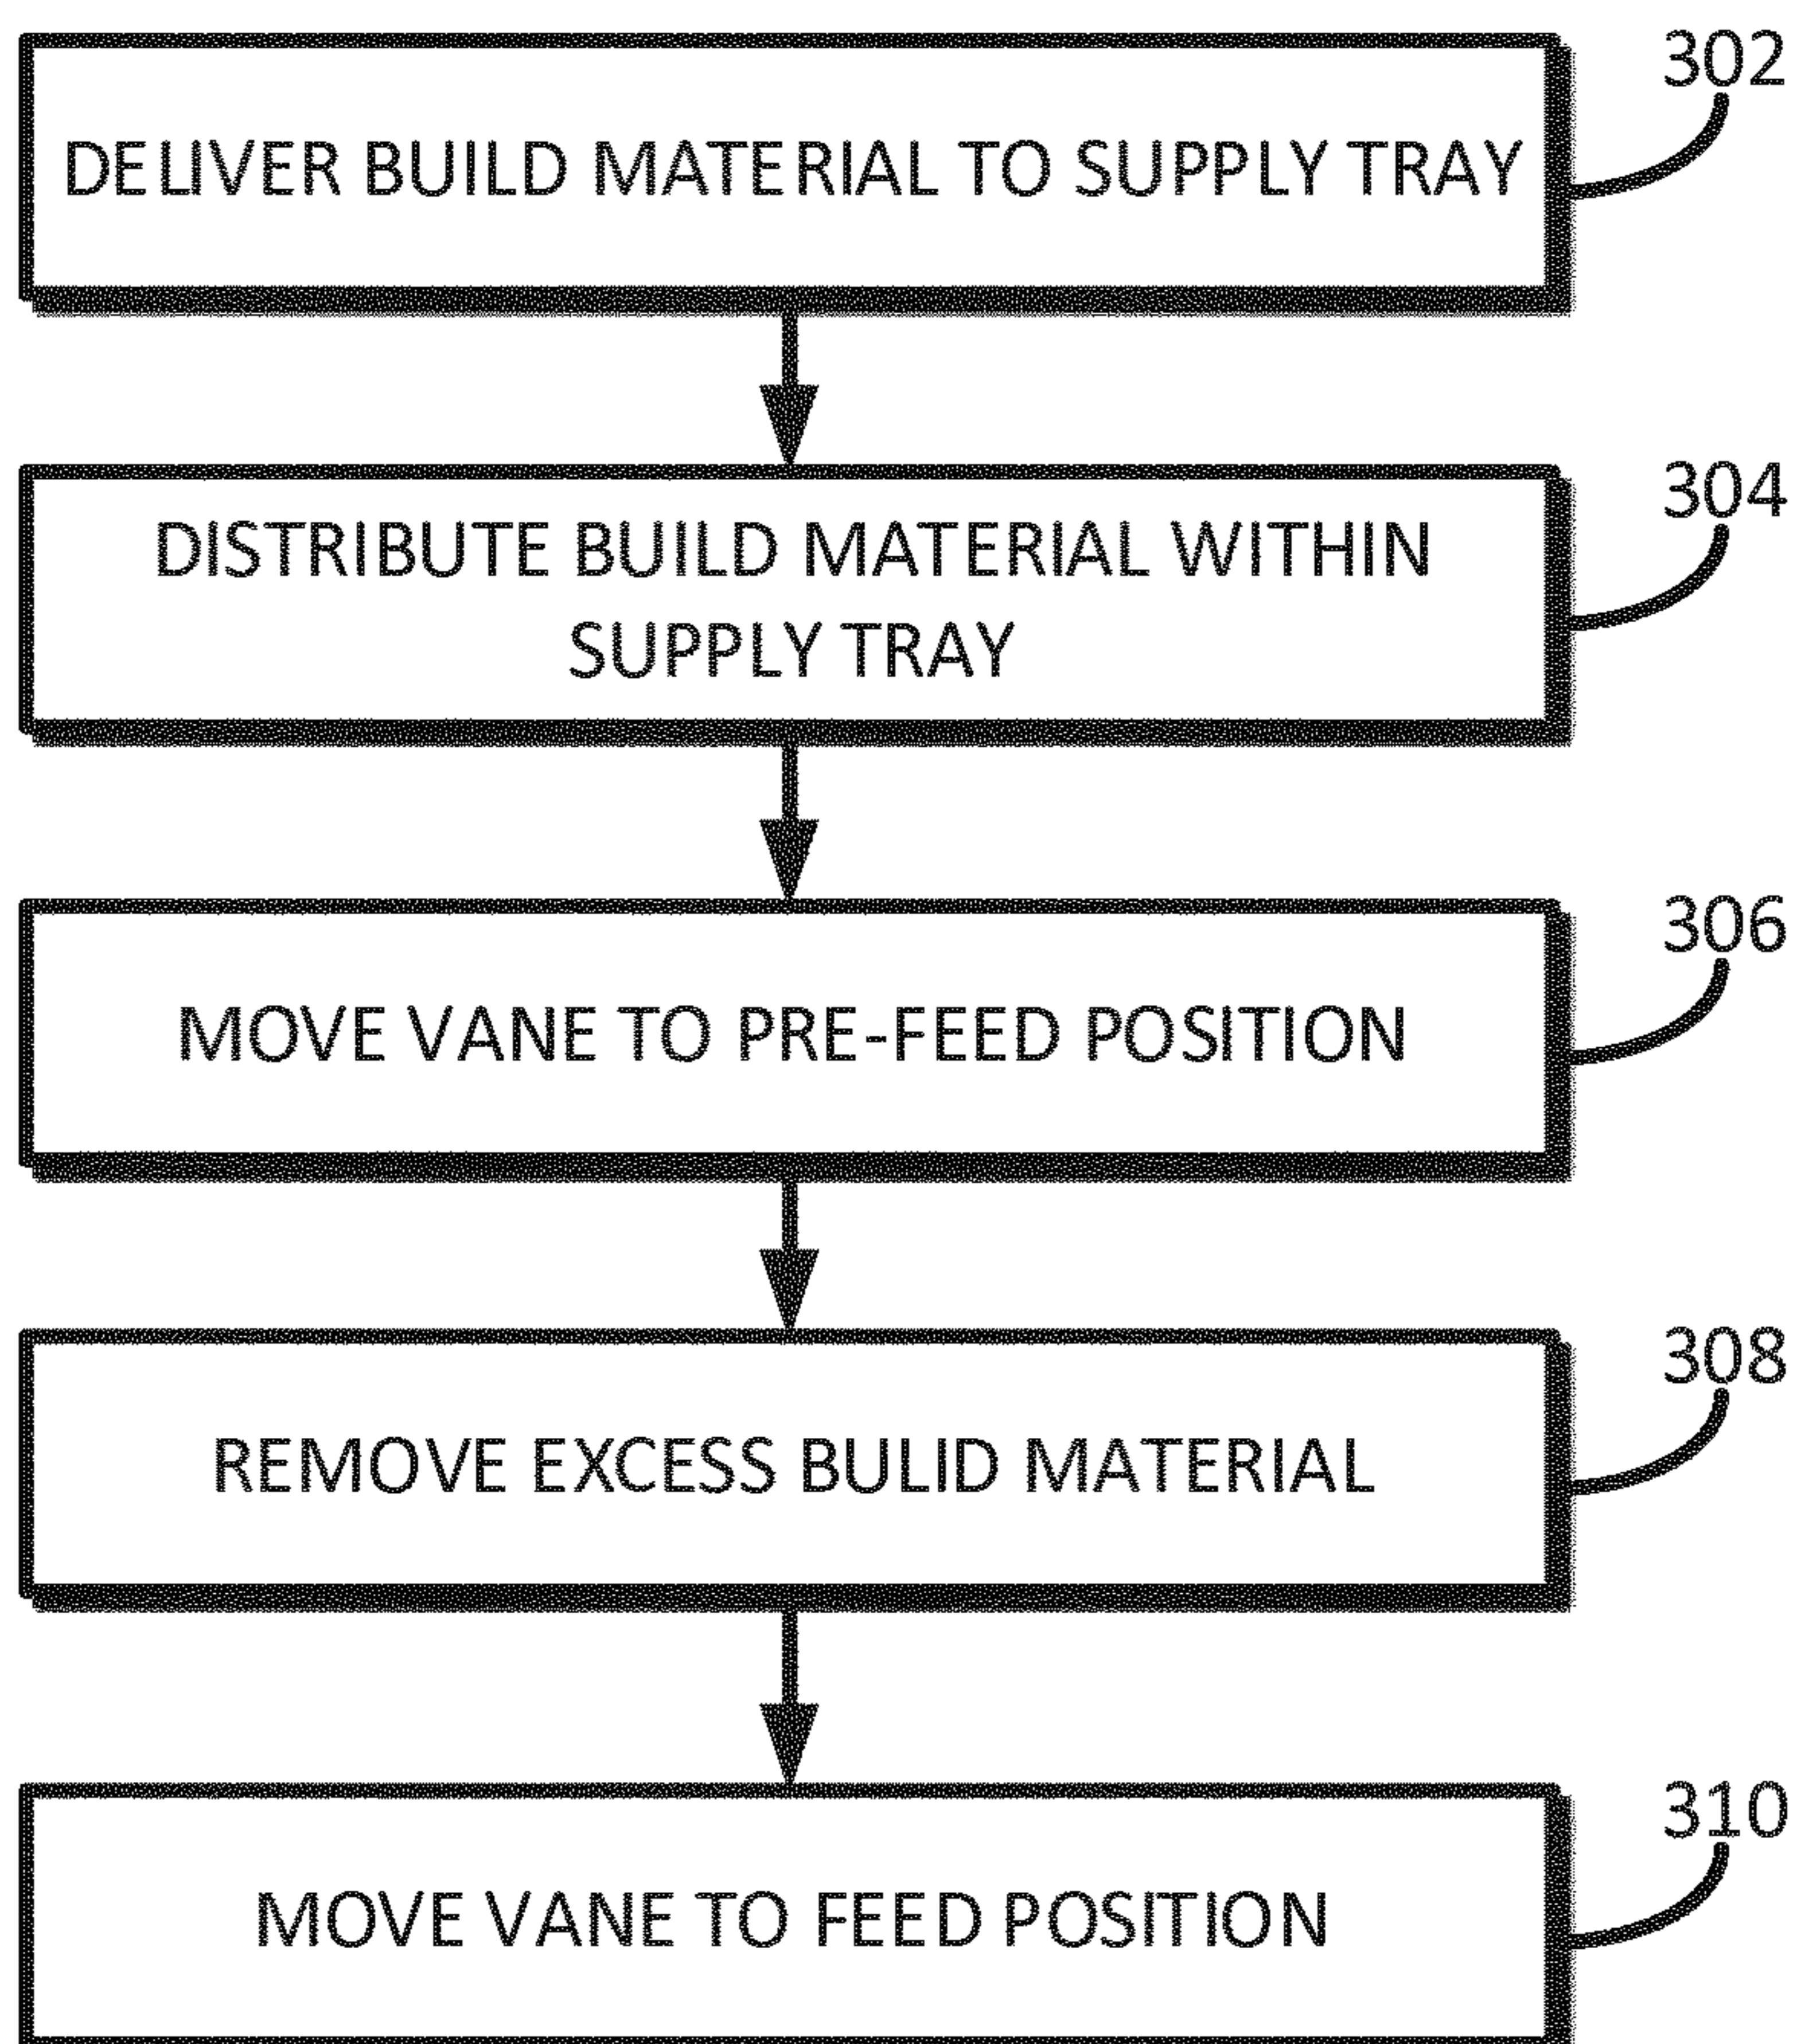 302
DELIVER BUILD MATERIAL TO SUPPLY TRAY
304
DISTRIBUTE BUILD MATERIAL WITHIN
SUPPLY TRAY
306
MOVE VANE TO PRE-FEED POSITION
308
REMOVE EXCESS BULID MATERIAL
310
MOVE VANE TO FEED POSITION